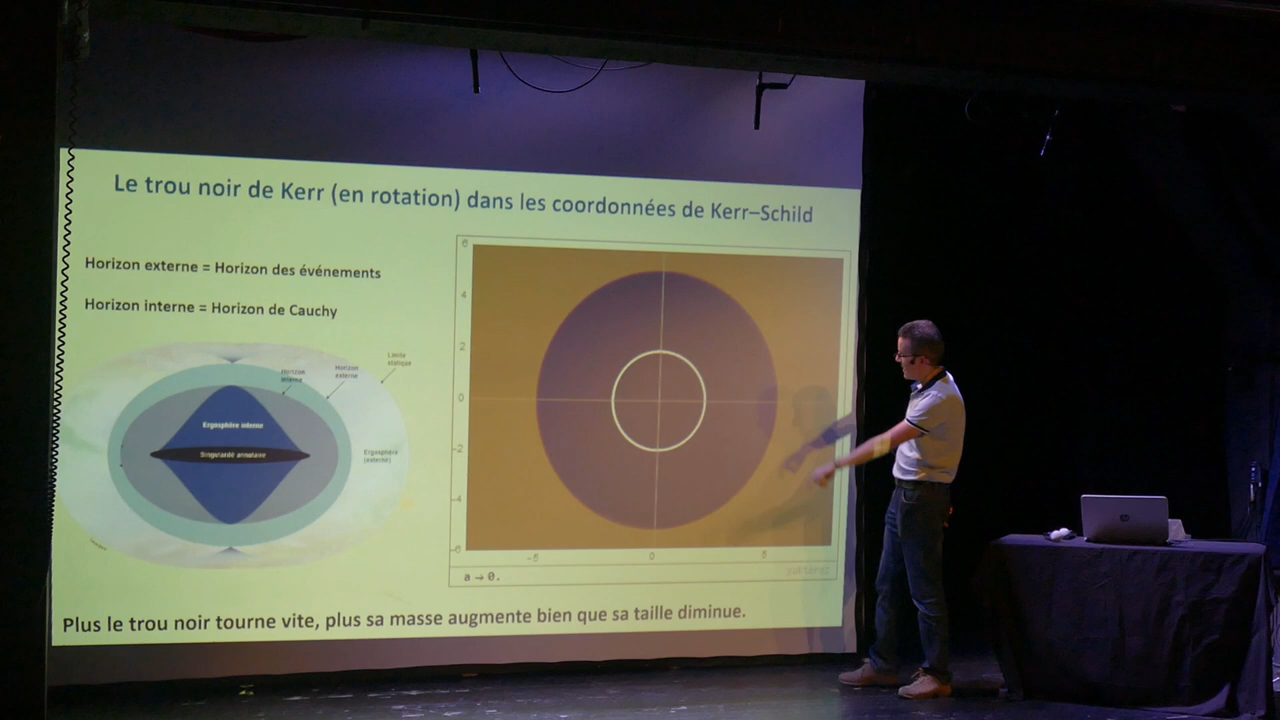 Le trou noir de Kerr (en rotation) dans les coordonnées de Kerr–Schild
Horizon externe = Horizon des événements
Horizon interne = Horizon de Cauchy
Limite
statique
Horizon
interne
Horizon
externe
Ergosphère interne
Singularité annulaire
Ergosphère
(externe)
6
4
2
0
-2
-4
-6
-5
0
5
a → 0.
yukterez
Plus le trou noir tourne vite, plus sa masse augmente bien que sa taille diminue.
hp